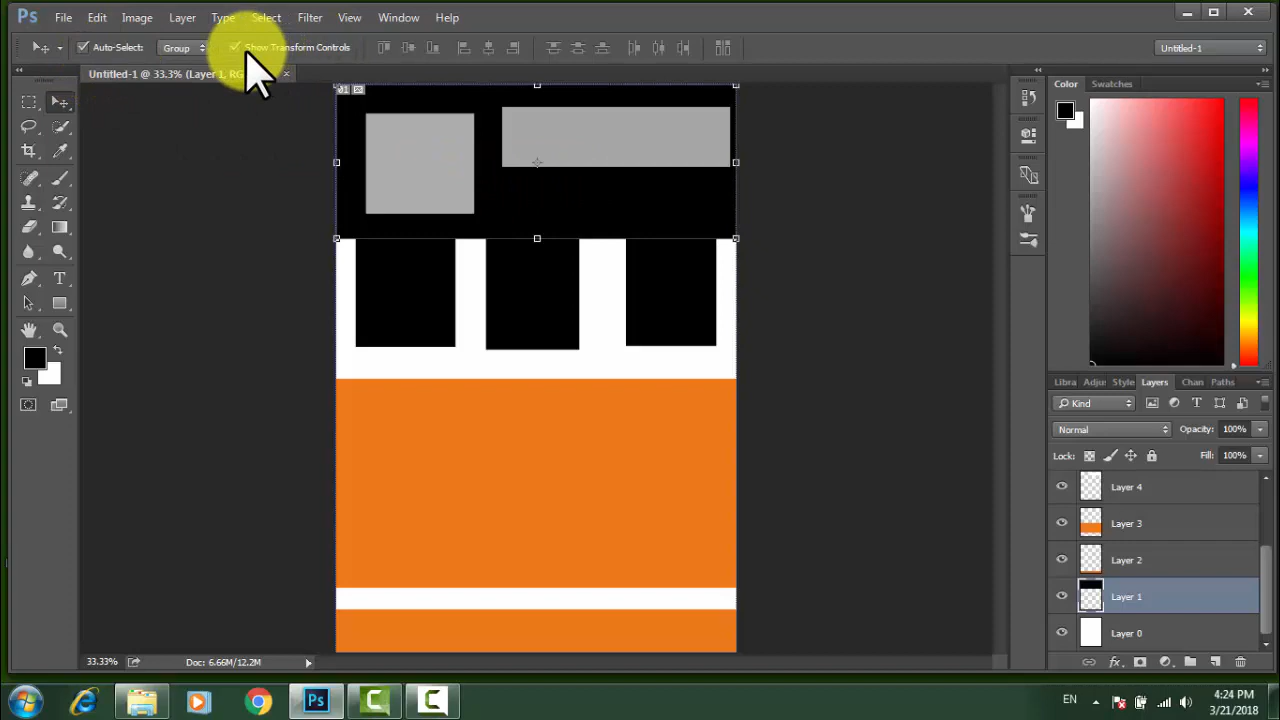 Ps File Edit Image Layer Type Select Filter View Window Help
Auto-Select: Group Show Transform Controls Untitled-1
Untitled-1 @ 33.3% (Layer 1, RG
Color Swatches
Libra Adju Style Layers Chan Paths
Kind
Normal Opacity: 100%
Lock: Fill: 100%
Layer 4
Layer 3
Layer 2
Layer 1
Layer 0
33.33% Doc: 6.66M/12.2M
Ps EN 4:24 PM
3/21/2018